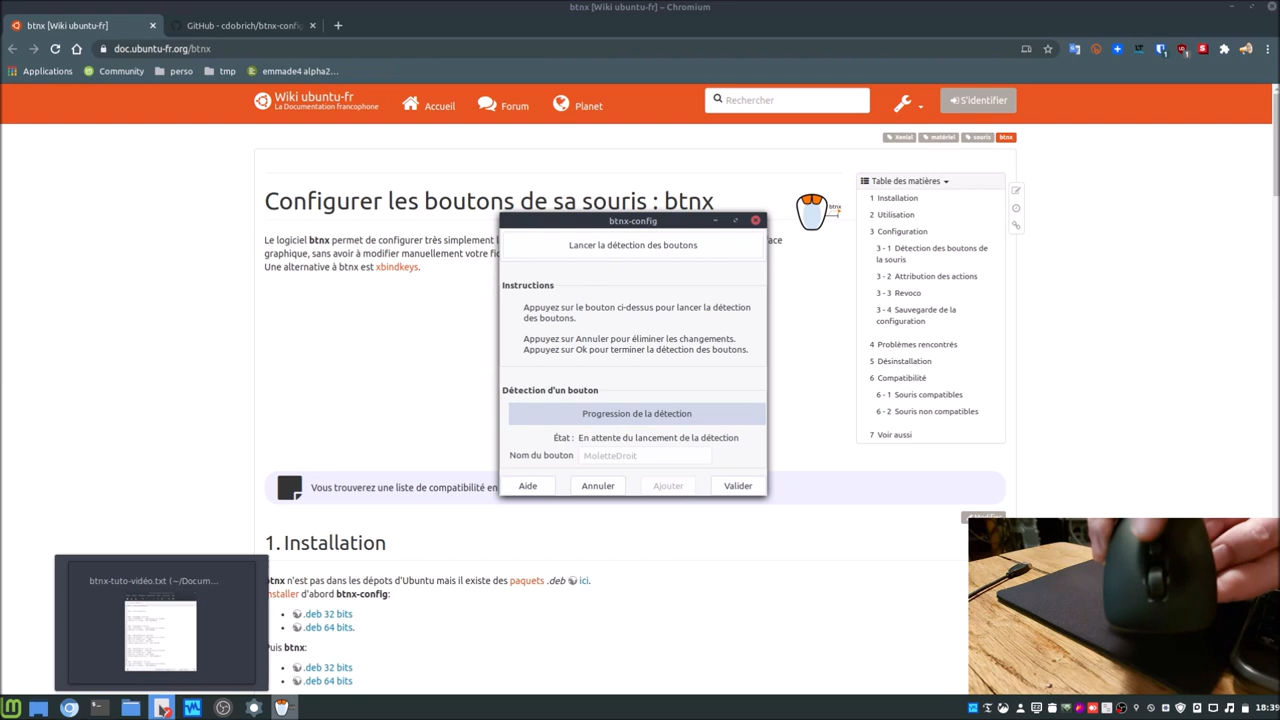 btnx [Wiki ubuntu-fr] – Chromium
btnx [Wiki ubuntu-fr]
GitHub - cdobrich/btnx-config
doc.ubuntu-fr.org/btnx
Applications
Community
perso
tmp
emmade4 alpha2...
Wiki ubuntu-fr
La Documentation francophone
Accueil
Forum
Planet
Rechercher
S'identifier
Xenial
matériel
souris
btnx
Configurer les boutons de sa souris : btnx
btnx
Le logiciel btnx permet de configurer très simplement l
face
graphique, sans avoir à modifier manuellement votre fi
Une alternative à btnx est xbindkeys.
Table des matières
1 Installation
2 Utilisation
3 Configuration
3 - 1 Détection des boutons de
la souris
3 - 2 Attribution des actions
3 - 3 Revoco
3 - 4 Sauvegarde de la
configuration
4 Problèmes rencontrés
5 Désinstallation
6 Compatibilité
6 - 1 Souris compatibles
6 - 2 Souris non compatibles
7 Voir aussi
btnx-config
Lancer la détection des boutons
Instructions
Appuyez sur le bouton ci-dessus pour lancer la détection
des boutons.
Appuyez sur Annuler pour éliminer les changements.
Appuyez sur Ok pour terminer la détection des boutons.
Détection d'un bouton
Progression de la détection
État : En attente du lancement de la détection
Nom du bouton MoletteDroit
Aide
Annuler
Ajouter
Valider
Vous trouverez une liste de compatibilité en
Modifier
1. Installation
btnx n'est pas dans les dépôts d'Ubuntu mais il existe des paquets .deb ici.
nstaller d'abord btnx-config:
.deb 32 bits
.deb 64 bits.
Puis btnx:
.deb 32 bits
.deb 64 bits
btnx-tuto-vidéo.txt (~/Docum...
18:39